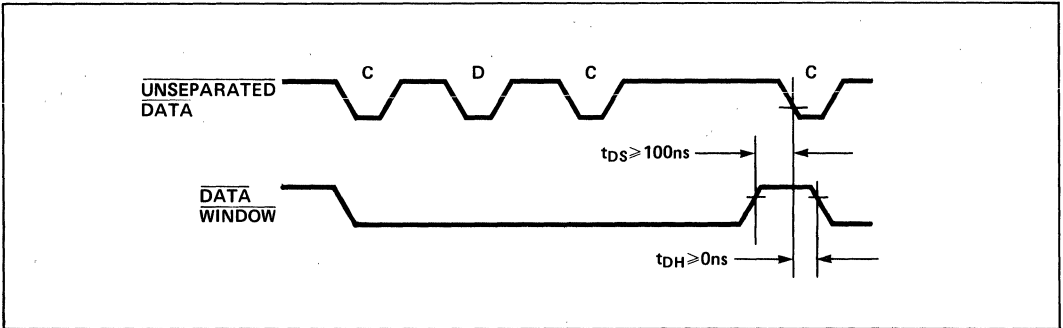 C D C C
UNSEPARATED
DATA
tDS≥100ns
DATA
WINDOW
tDH≥0ns